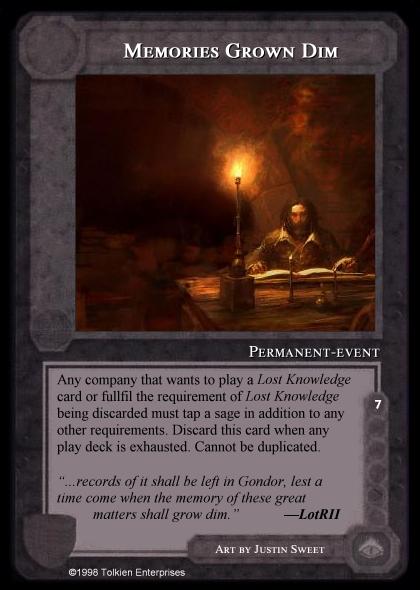 Memories Grown Dim
Permanent-event
Any company that wants to play a Lost Knowledge
card or fullfil the requirement of Lost Knowledge
being discarded must tap a sage in addition to any
other requirements. Discard this card when any
play deck is exhausted. Cannot be duplicated.
7
“...records of it shall be left in Gondor, lest a
time come when the memory of these great
matters shall grow dim.” —LotRII
Art by Justin Sweet
©1998 Tolkien Enterprises